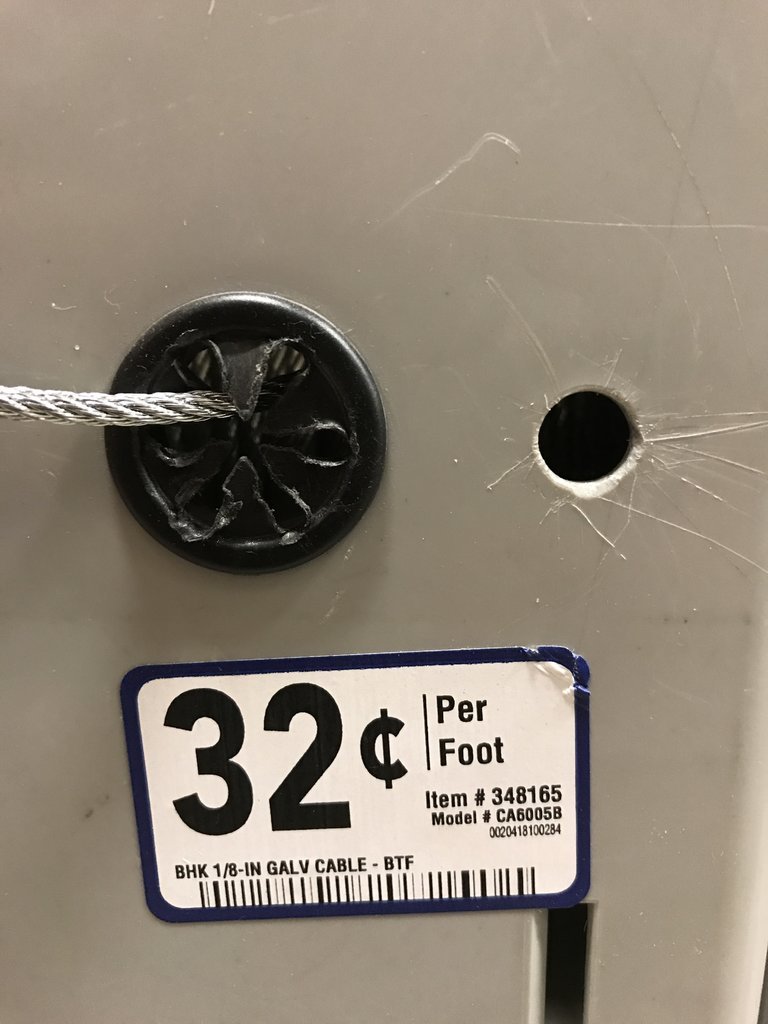 32¢ Per Foot
Item # 348165
Model # CA6005B
0020418100284
BHK 1/8-IN GALV CABLE - BTF